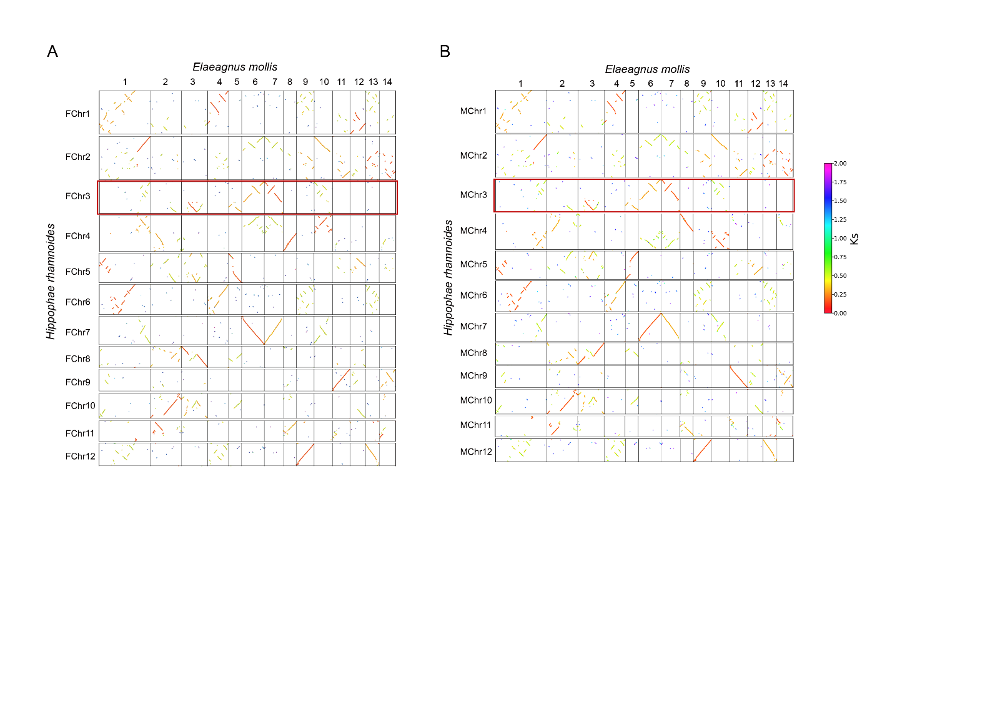 A
Elaeagnus mollis
1 2 3 4 5 6 7 8 9 10 11 12 13 14
Hippophae rhamnoides
FChr1
FChr2
FChr3
FChr4
FChr5
FChr6
FChr7
FChr8
FChr9
FChr10
FChr11
FChr12
B
Elaeagnus mollis
1 2 3 4 5 6 7 8 9 10 11 12 13 14
Hippophae rhamnoides
MChr1
MChr2
MChr3
MChr4
MChr5
MChr6
MChr7
MChr8
MChr9
MChr10
MChr11
MChr12
2.00
1.75
1.50
1.25
1.00
0.75
0.50
0.25
0.00
Ks